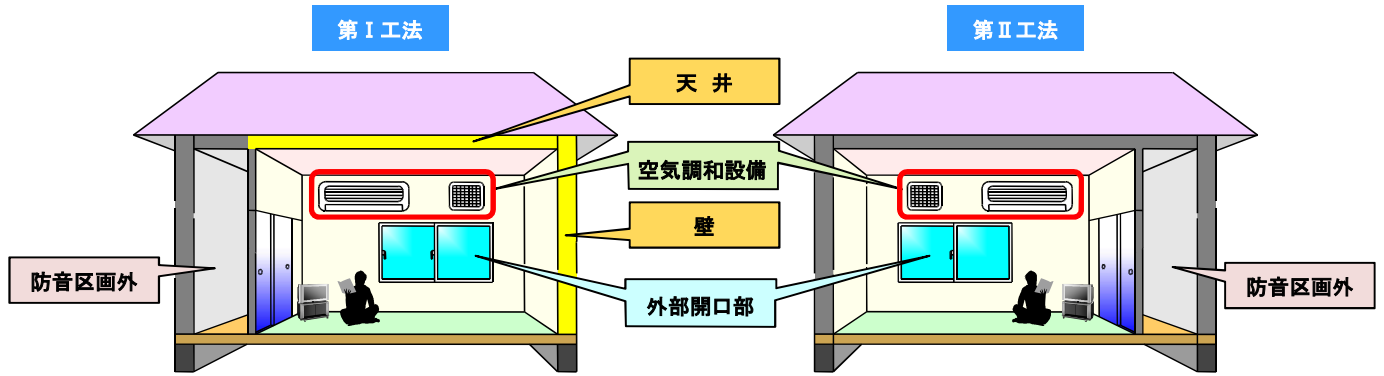 第Ⅰ工法
第Ⅱ工法
天 井
空気調和設備
壁
防音区画外
外部開口部
防音区画外